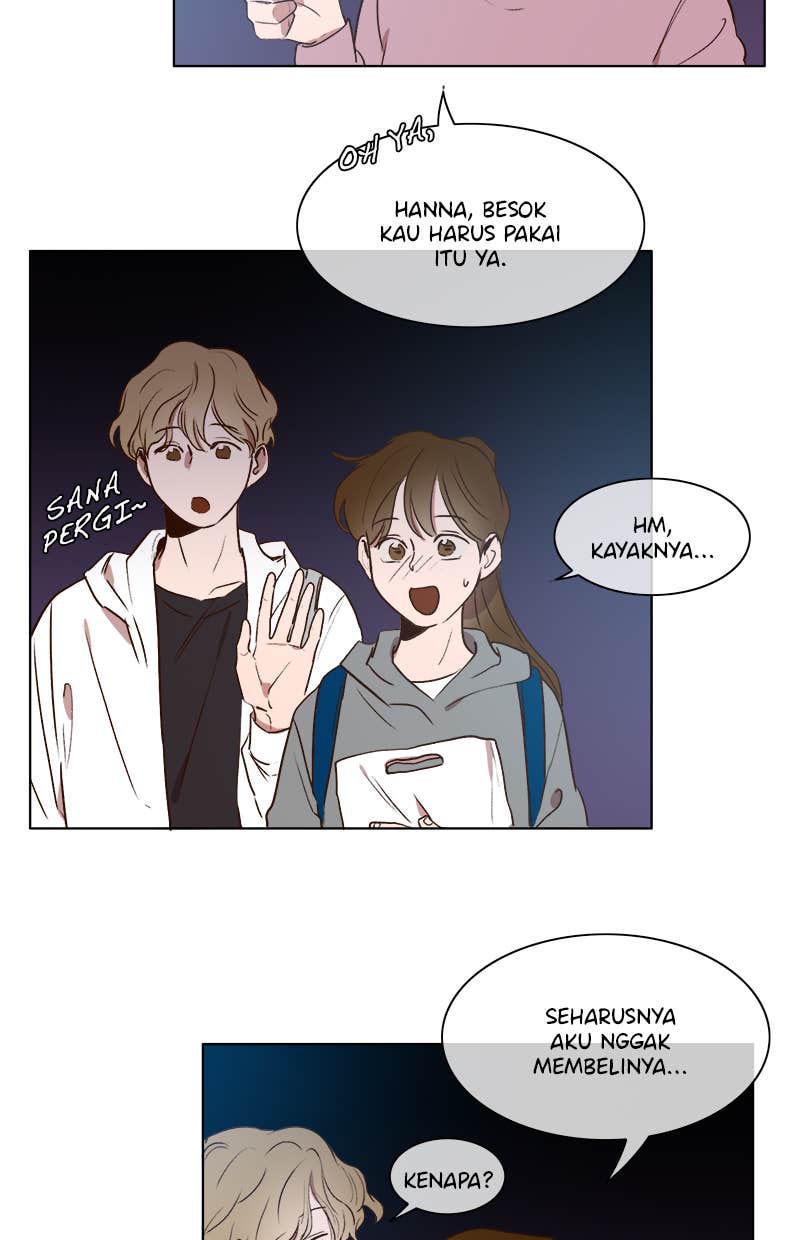 OH YA,
HANNA, BESOK
KAU HARUS PAKAI
ITU YA.
SANA
PERGI~
HM,
KAYAKNYA...
SEHARUSNYA
AKU NGGAK
MEMBELINYA...
KENAPA?